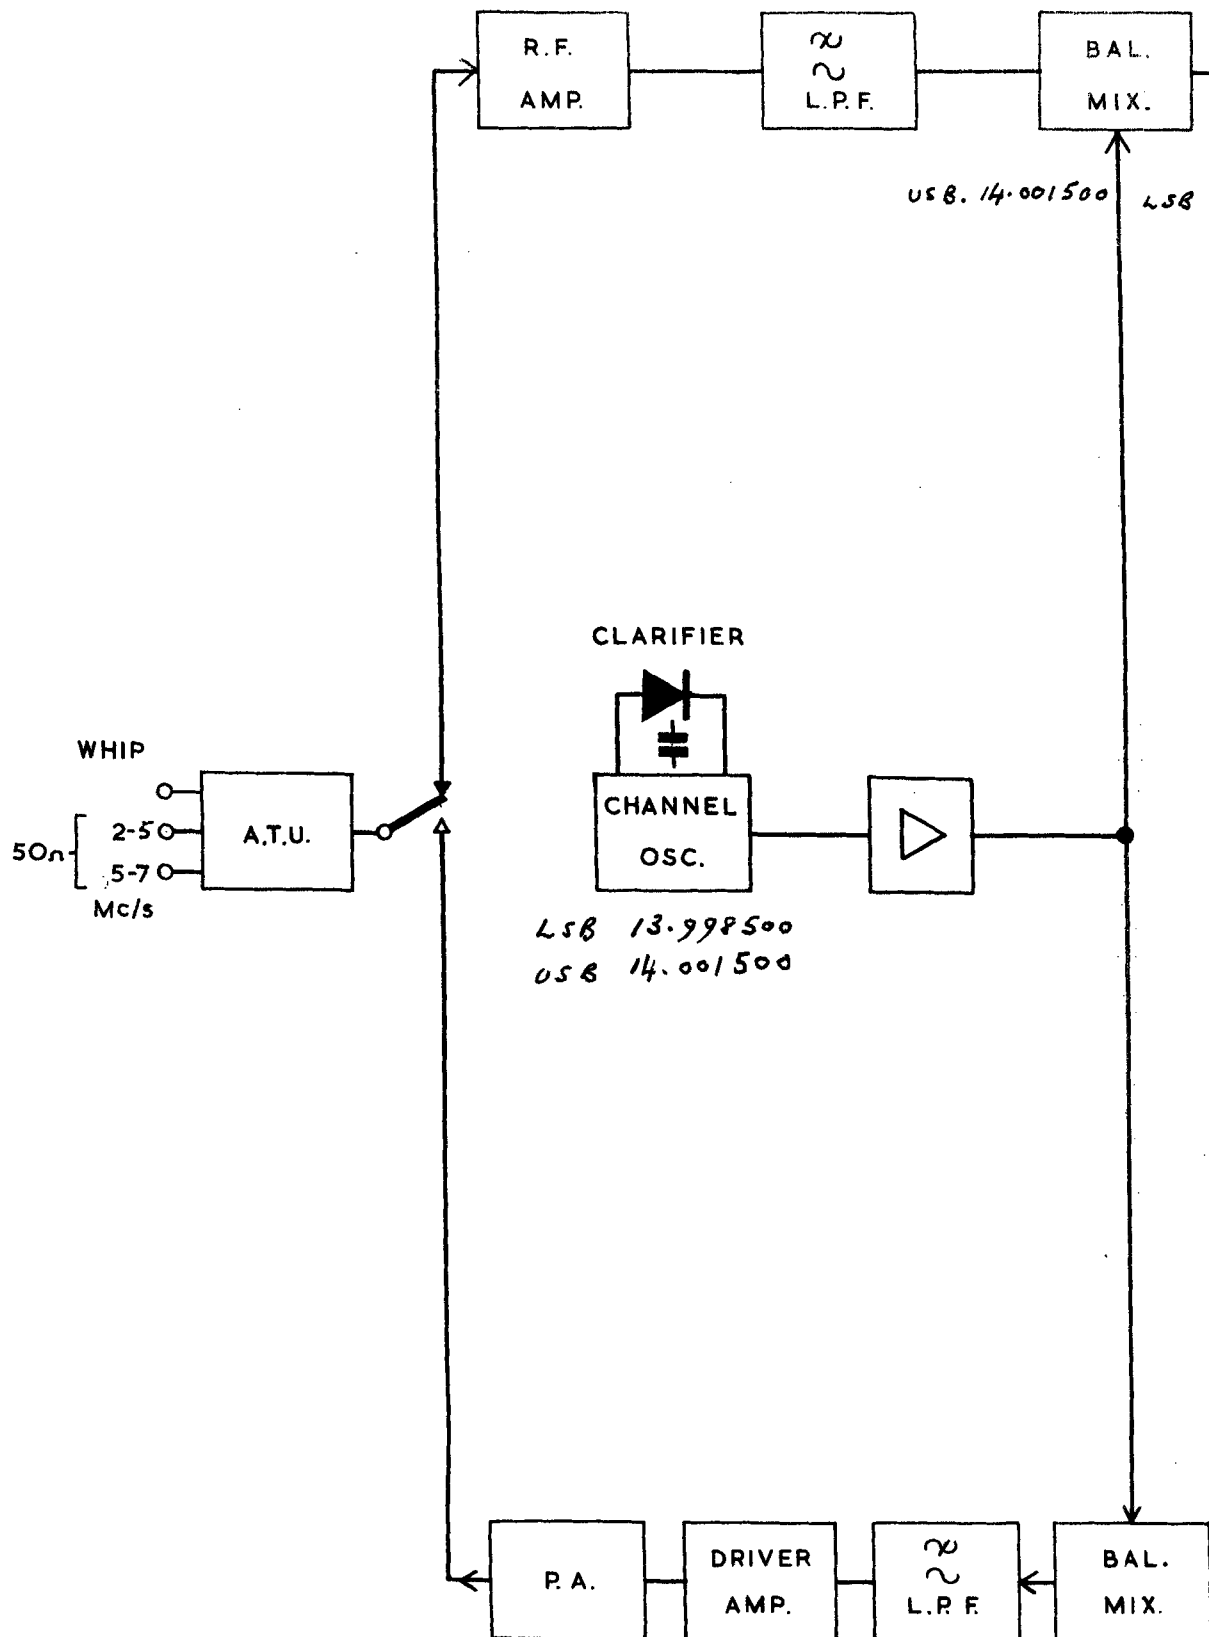 R.F.
AMP.
L.P.F.
BAL.
MIX.
USB. 14.001500
LSB
CLARIFIER
WHIP
CHANNEL
OSC.
A.T.U.
50Ω
2-5
5-7
Mc/s
LSB 13.998500
USB 14.001500
P.A.
DRIVER
AMP.
L.P.F.
BAL.
MIX.